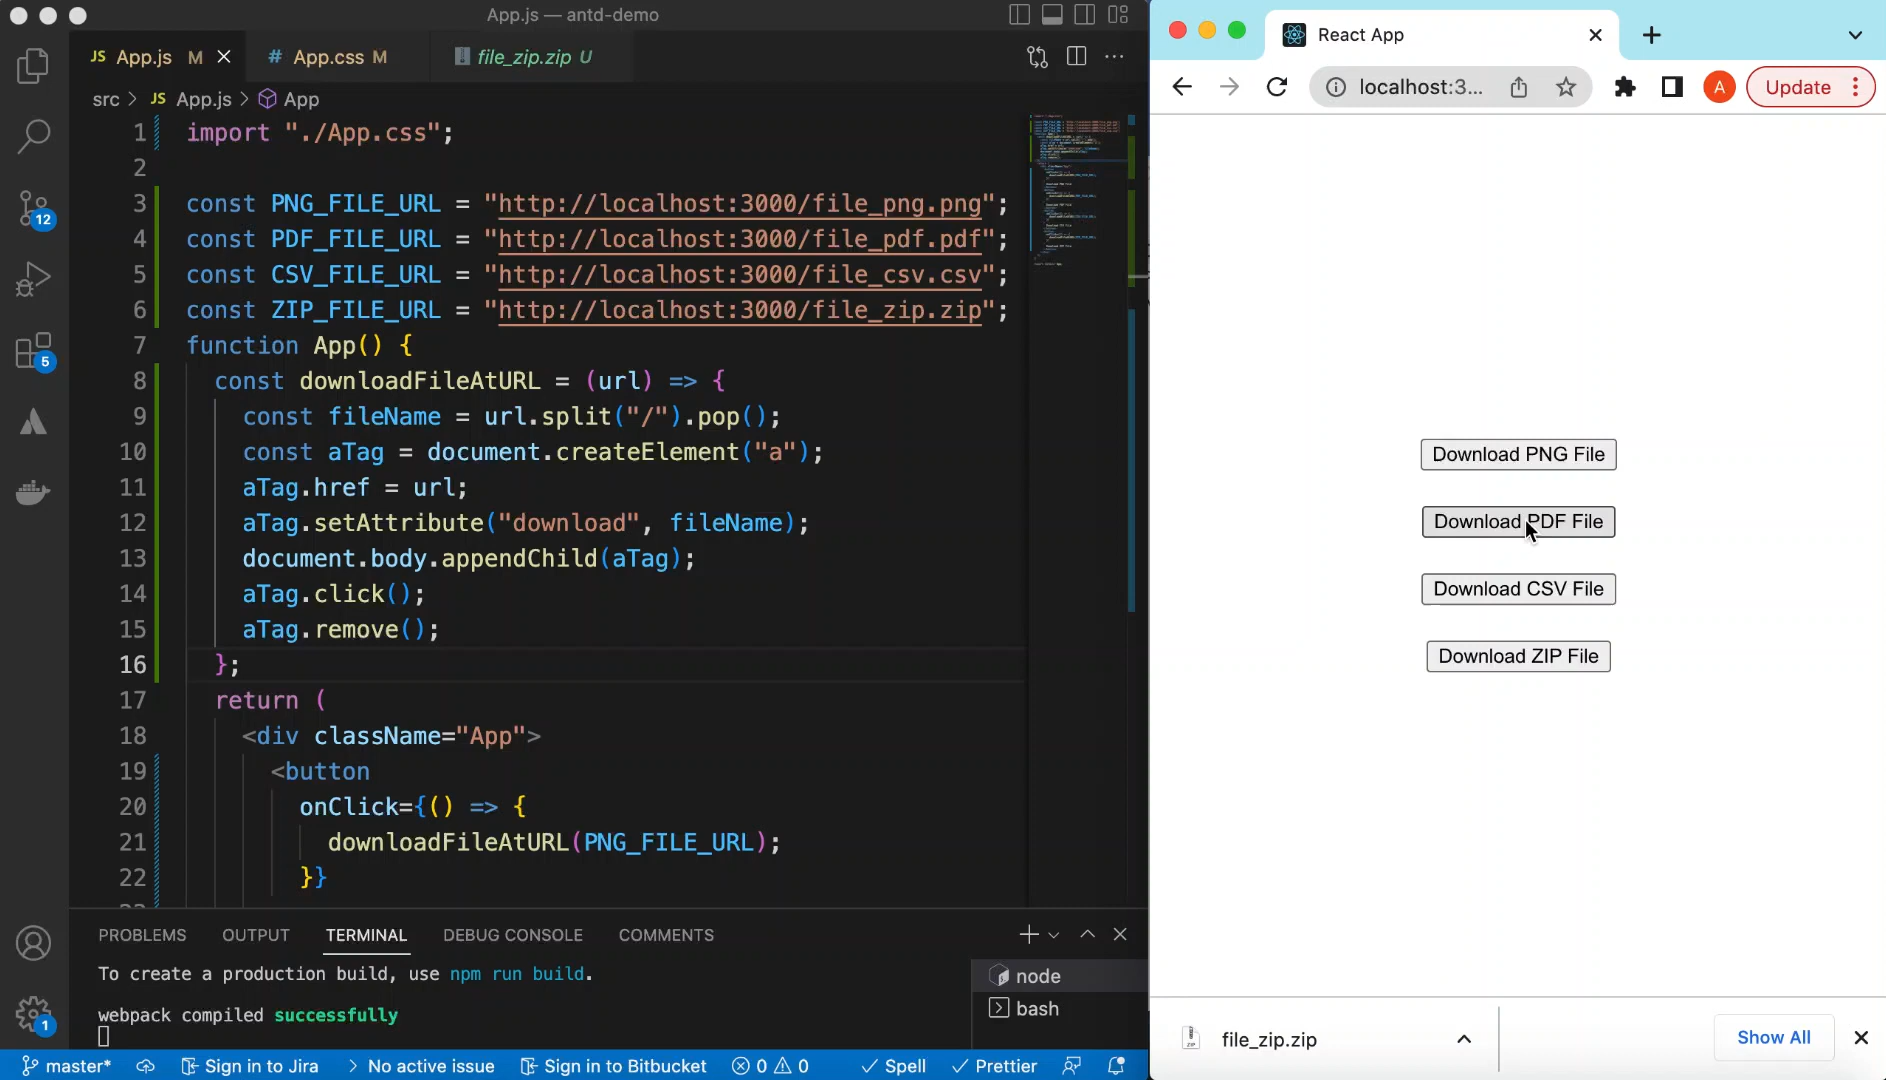 App.js — antd-demo
JS App.js M
# App.css M
file_zip.zip U
src > JS App.js > App
1 import "./App.css";
2
3 const PNG_FILE_URL = "http://localhost:3000/file_png.png";
4 const PDF_FILE_URL = "http://localhost:3000/file_pdf.pdf";
5 const CSV_FILE_URL = "http://localhost:3000/file_csv.csv";
6 const ZIP_FILE_URL = "http://localhost:3000/file_zip.zip";
7 function App() {
8 const downloadFileAtURL = (url) => {
9 const fileName = url.split("/").pop();
10 const aTag = document.createElement("a");
11 aTag.href = url;
12 aTag.setAttribute("download", fileName);
13 document.body.appendChild(aTag);
14 aTag.click();
15 aTag.remove();
16 };
17 return (
18 <div className="App">
19 <button
20 onClick={() => {
21 downloadFileAtURL(PNG_FILE_URL);
22 }}
12
5
1
PROBLEMS OUTPUT TERMINAL DEBUG CONSOLE COMMENTS
To create a production build, use npm run build.
webpack compiled successfully
node
bash
master* Sign in to Jira > No active issue Sign in to Bitbucket 0 0 Spell Prettier
React App
localhost:3...
A
Update
Download PNG File
Download PDF File
Download CSV File
Download ZIP File
file_zip.zip
Show All